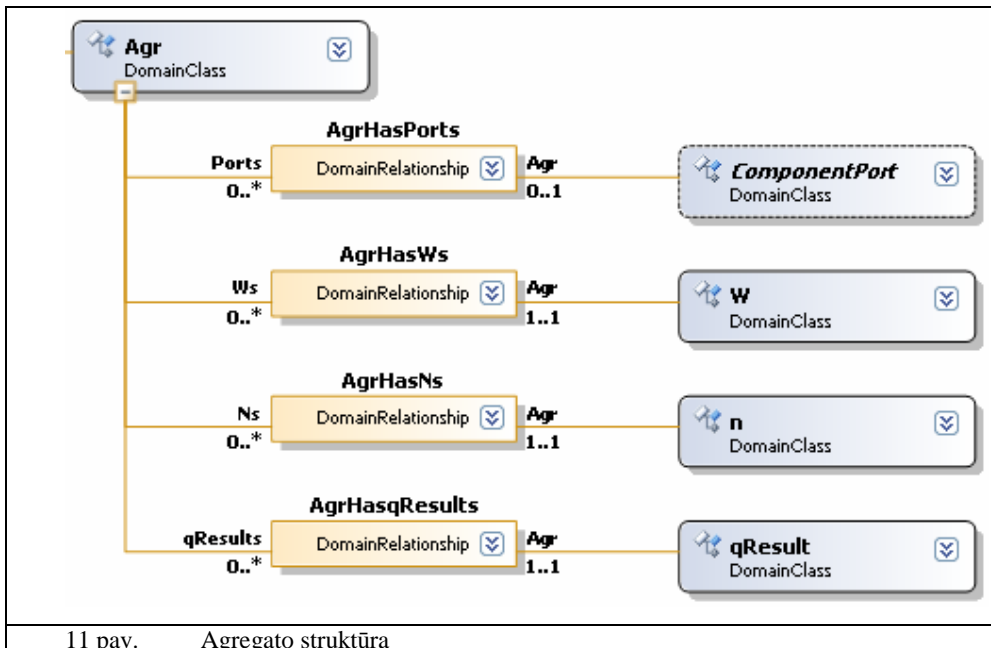 Agr
DomainClass
AgrHasPorts
Ports DomainRelationship Agr
0..* 0..1
ComponentPort
DomainClass
AgrHasWs
Ws DomainRelationship Agr
0..* 1..1
W
DomainClass
AgrHasNs
Ns DomainRelationship Agr
0..* 1..1
n
DomainClass
AgrHasqResults
qResults DomainRelationship Agr
0..* 1..1
qResult
DomainClass
11 pav. Agregato struktūra